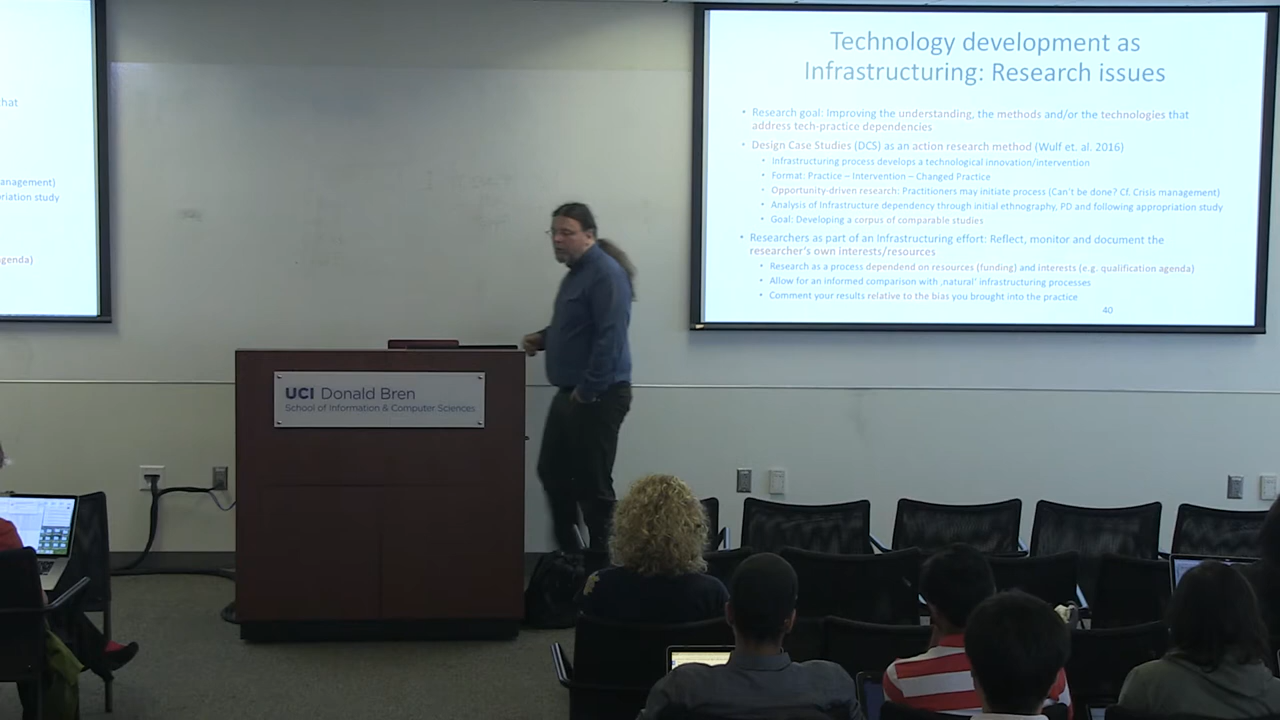 hat
anagement)
riation study
genda)
Technology development as
Infrastructuring: Research issues
• Research goal: Improving the understanding, the methods and/or the technologies that
address tech-practice dependencies
• Design Case Studies (DCS) as an action research method (Wulf et. al. 2016)
• Infrastructuring process develops a technological innovation/intervention
• Format: Practice – Intervention – Changed Practice
• Opportunity-driven research: Practitioners may initiate process (Can't be done? Cf. Crisis management)
• Analysis of Infrastructure dependency through initial ethnography, PD and following appropriation study
• Goal: Developing a corpus of comparable studies
• Researchers as part of an Infrastructuring effort: Reflect, monitor and document the
researcher's own interests/resources
• Research as a process dependend on resources (funding) and interests (e.g. qualification agenda)
• Allow for an informed comparison with ‚natural' infrastructuring processes
• Comment your results relative to the bias you brought into the practice
40
UCI Donald Bren
School of Information & Computer Sciences